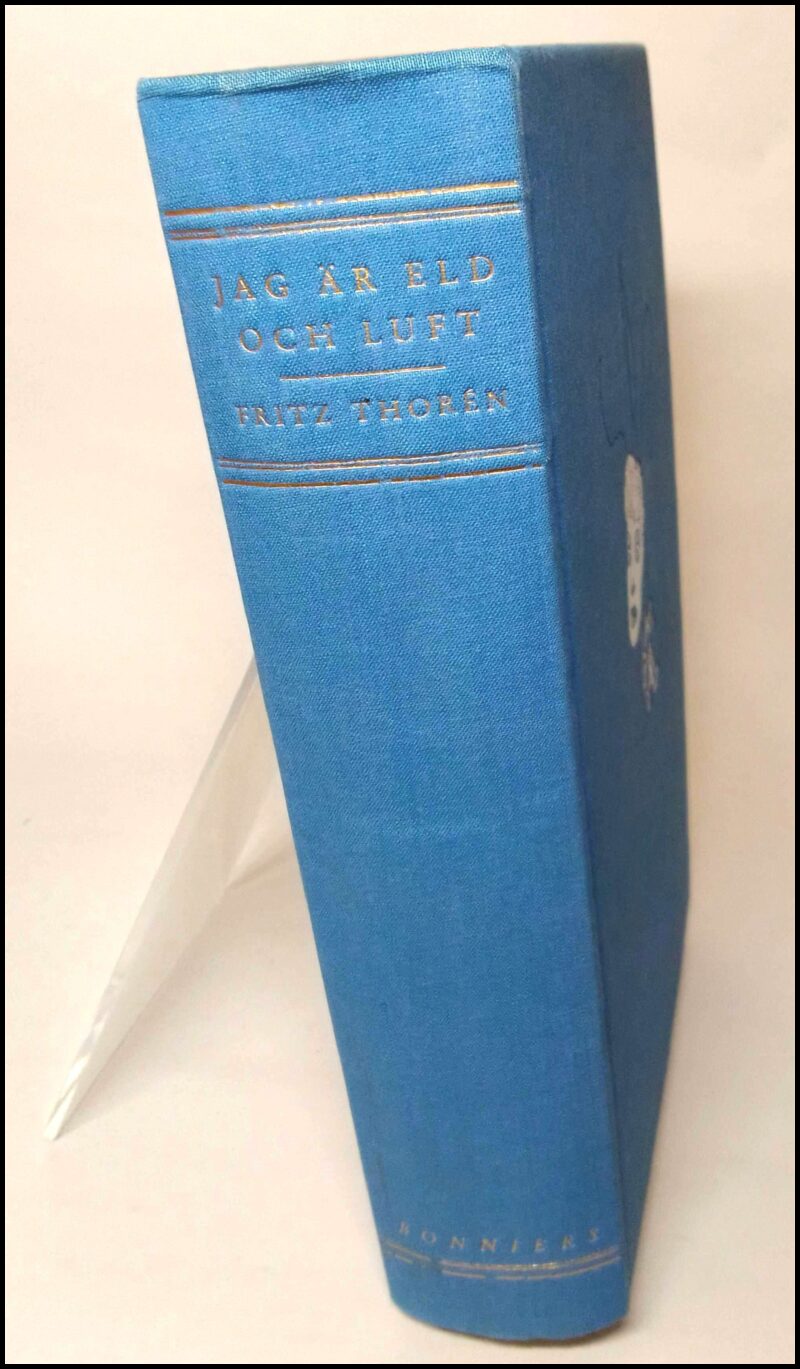 JAG ÄR ELD
OCH LUFT
FRITZ THORÉN
BONNIERS